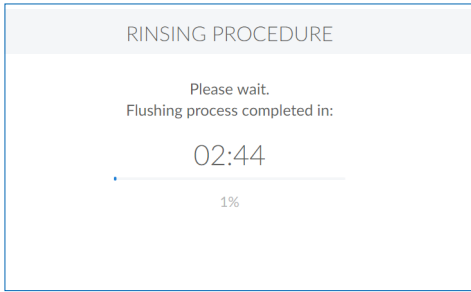 RINSING PROCEDURE
Please wait.
Flushing process completed in:
02:44
1%